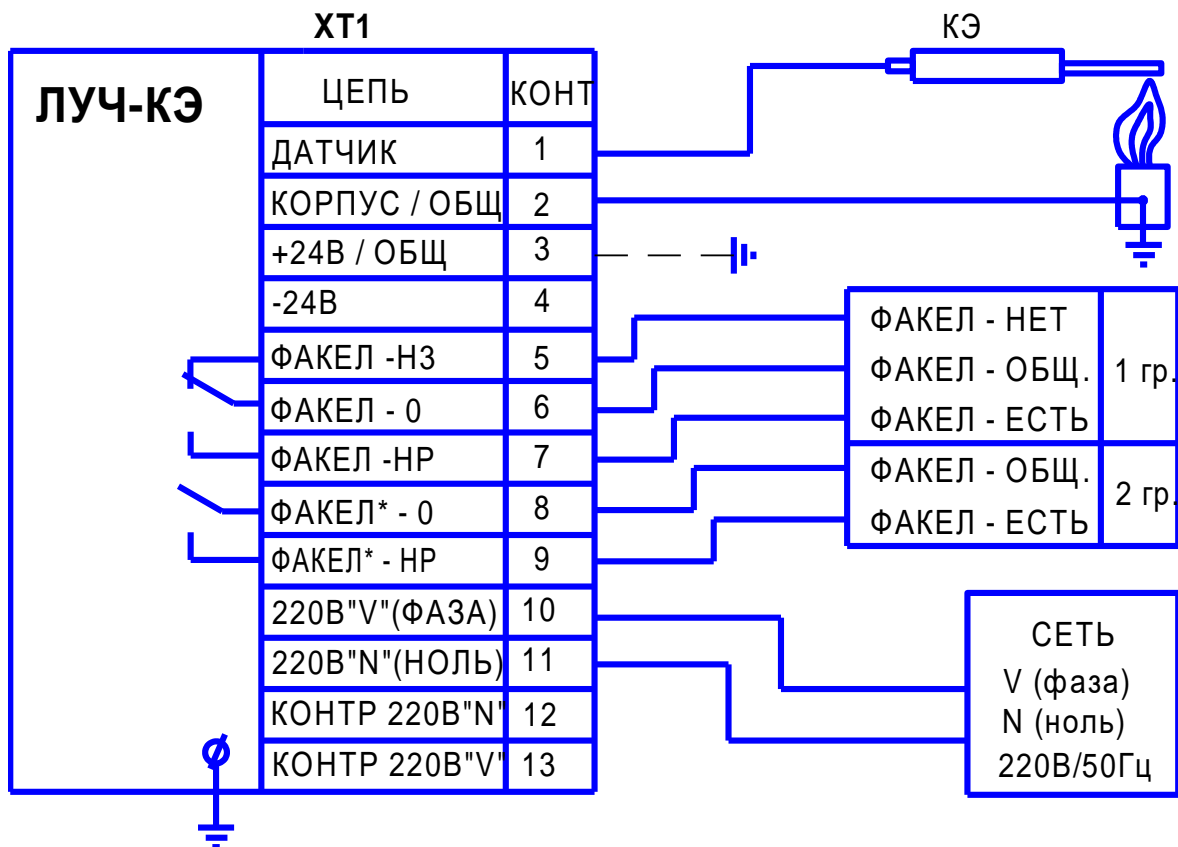 XT1
КЭ
ЛУЧ-КЭ
ЦЕПЬ КОНТ
ДАТЧИК 1
КОРПУС / ОБЩ 2
+24В / ОБЩ 3
-24В 4
ФАКЕЛ -НЗ 5
ФАКЕЛ - 0 6
ФАКЕЛ -НР 7
ФАКЕЛ* - 0 8
ФАКЕЛ* - НР 9
220В"V"(ФАЗА) 10
220В"N"(НОЛЬ) 11
КОНТР 220В"N" 12
КОНТР 220В"V" 13
ФАКЕЛ - НЕТ
ФАКЕЛ - ОБЩ.
ФАКЕЛ - ЕСТЬ
1 гр.
ФАКЕЛ - ОБЩ.
ФАКЕЛ - ЕСТЬ
2 гр.
СЕТЬ
V (фаза)
N (ноль)
220В/50Гц